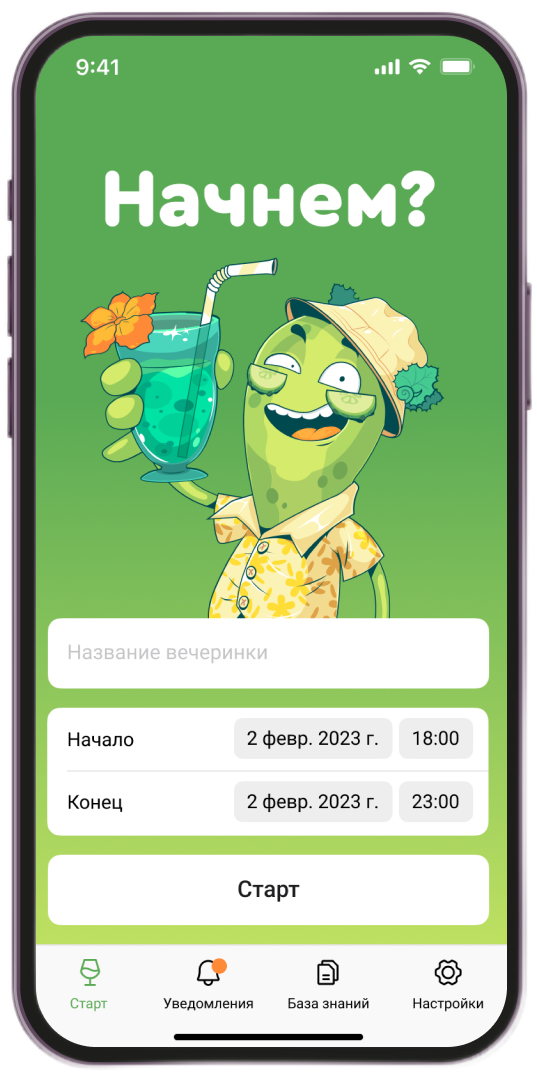 9:41
Начнем?
Название вечеринки
Начало 2 февр. 2023 г. 18:00
Конец 2 февр. 2023 г. 23:00
Старт
Старт Уведомления База знаний Настройки